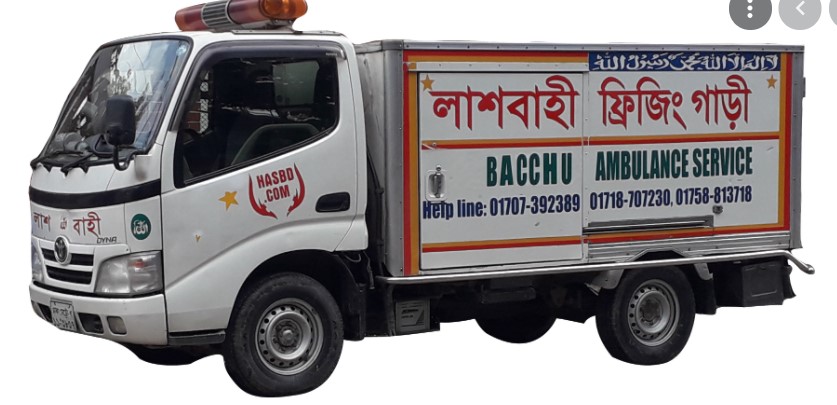 لا اله الا الله محمد رسول الله
লাশবাহী ফ্রিজিং গাড়ী
BACCHU AMBULANCE SERVICE
Help line: 01707-392389 01718-707230, 01758-813718
HASBD
.COM
লাশ বাহী
DYNA